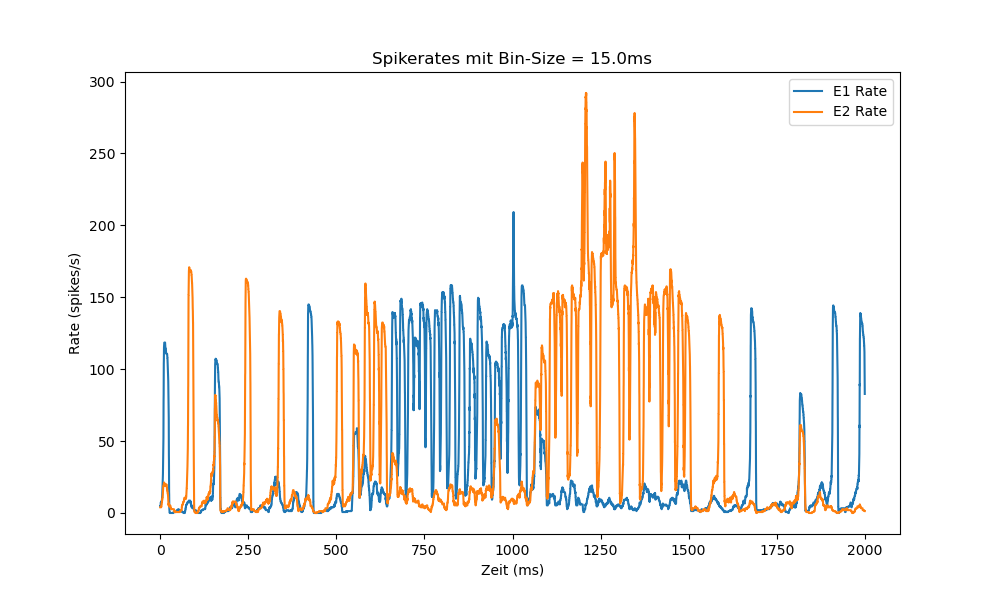 Spikerates mit Bin-Size = 15.0ms
E1 Rate
E2 Rate
300
250
200
150
100
50
0
Rate (spikes/s)
0 250 500 750 1000 1250 1500 1750 2000
Zeit (ms)